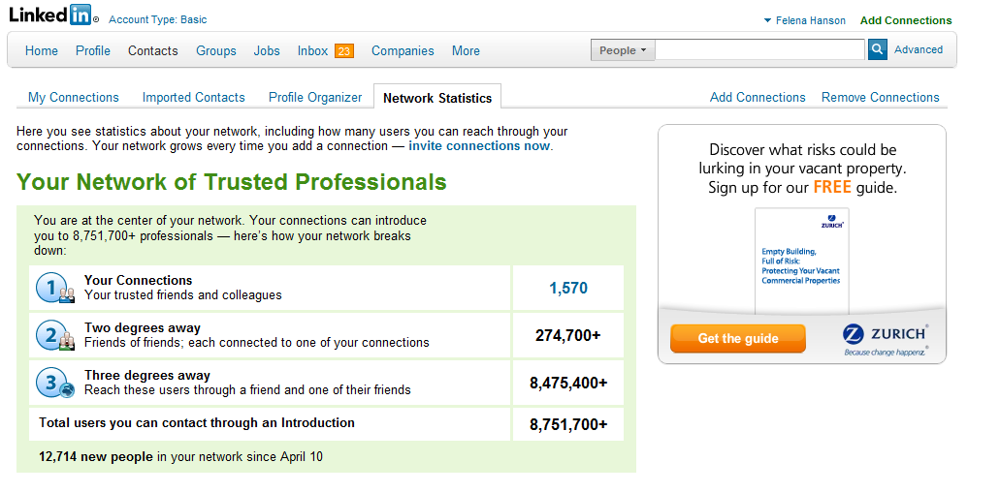 Linked in ® Account Type: Basic
Felena Hanson Add Connections
Home Profile Contacts Groups Jobs Inbox 23 Companies More
People Advanced
My Connections Imported Contacts Profile Organizer Network Statistics Add Connections Remove Connections
Here you see statistics about your network, including how many users you can reach through your
connections. Your network grows every time you add a connection — invite connections now.
Your Network of Trusted Professionals
You are at the center of your network. Your connections can introduce
you to 8,751,700+ professionals — here's how your network breaks
down:
1 Your Connections
Your trusted friends and colleagues
1,570
2 Two degrees away
Friends of friends; each connected to one of your connections
274,700+
3 Three degrees away
Reach these users through a friend and one of their friends
8,475,400+
Total users you can contact through an Introduction 8,751,700+
12,714 new people in your network since April 10
Discover what risks could be
lurking in your vacant property.
Sign up for our FREE guide.
ZURICH®
Empty Building,
Full of Risk:
Protecting Your Vacant
Commercial Properties
Get the guide
ZURICH®
Because change happenz.®